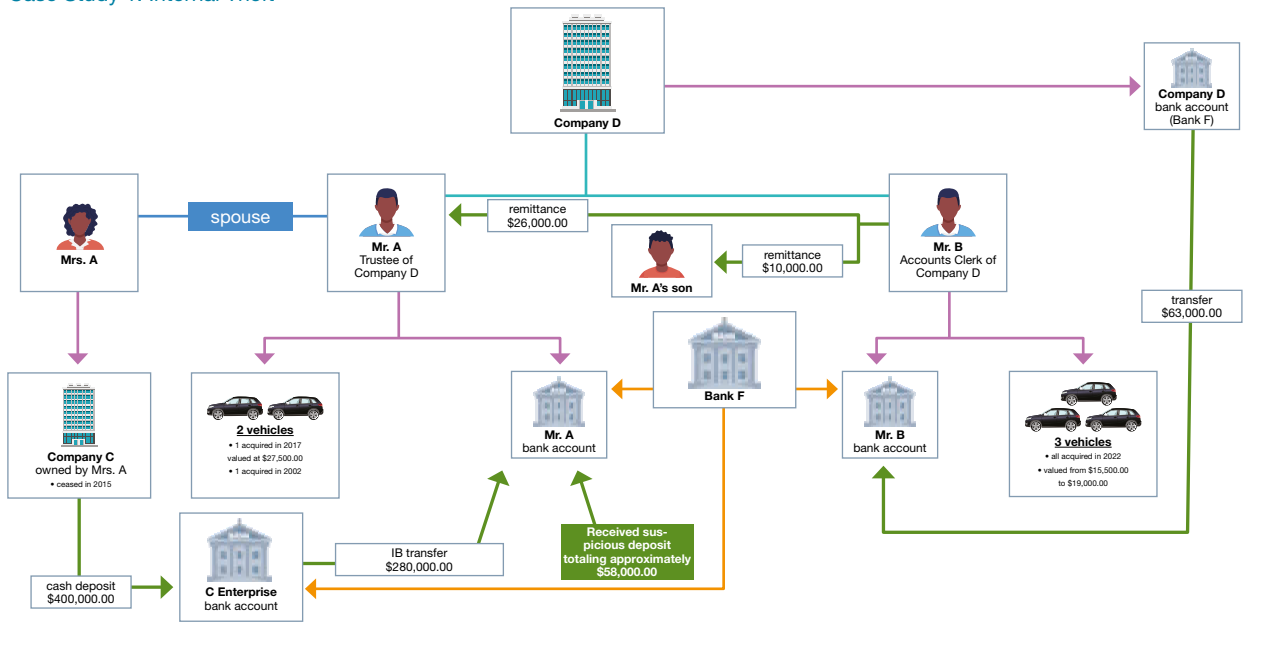 Case Study Internal Theft
Company D
Company D
bank account
(Bank F)
Mrs. A
spouse
Mr. A
Trustee of
Company D
remittance
$26,000.00
remittance
$10,000.00
Mr. A's son
Mr. B
Accounts Clerk of
Company D
transfer
$63,000.00
Company C
owned by Mrs. A
• ceased in 2015
2 vehicles
• 1 acquired in 2017
valued at $27,500.00
• 1 acquired in 2002
Mr. A
bank account
Bank F
Mr. B
bank account
3 vehicles
• all acquired in 2022
• valued from $15,500.00
to $19,000.00
cash deposit
$400,000.00
C Enterprise
bank account
IB transfer
$280,000.00
Received sus-
picious deposit
totaling approximately
$58,000.00